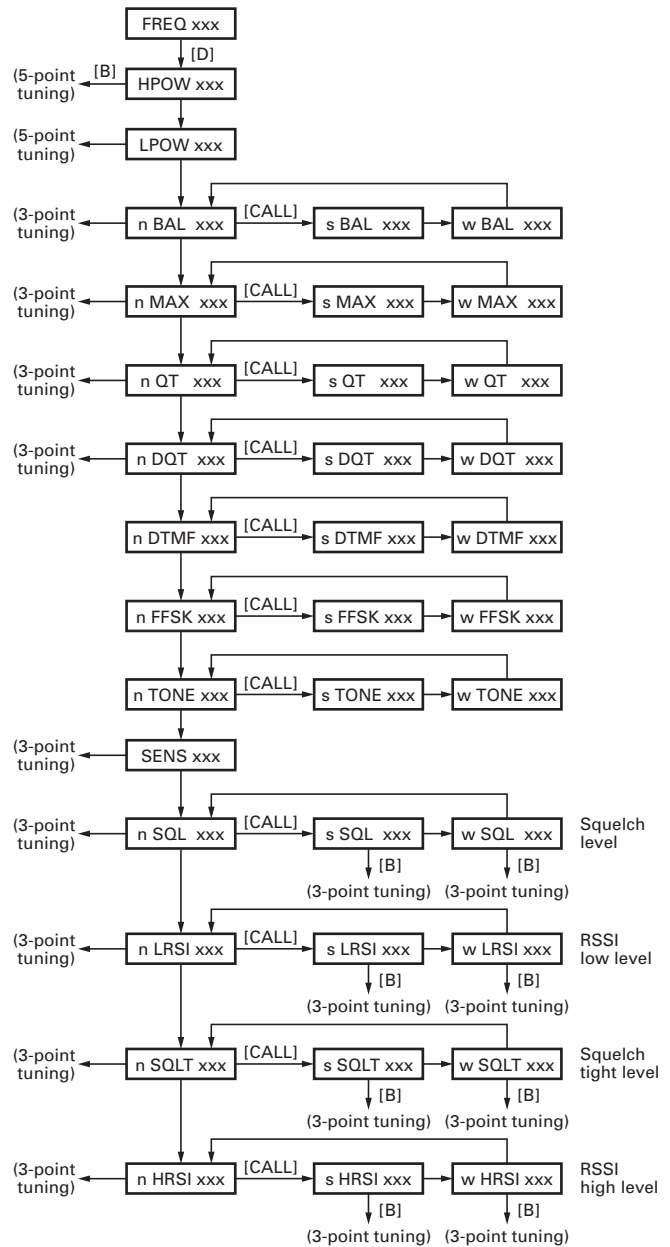 FREQ xxx
[D]
(5-point
tuning)
[B]
HPOW xxx
(5-point
tuning)
LPOW xxx
(3-point
tuning)
n BAL xxx
[CALL]
s BAL xxx
w BAL xxx
(3-point
tuning)
n MAX xxx
[CALL]
s MAX xxx
w MAX xxx
(3-point
tuning)
n QT xxx
[CALL]
s QT xxx
w QT xxx
(3-point
tuning)
n DQT xxx
[CALL]
s DQT xxx
w DQT xxx
n DTMF xxx
[CALL]
s DTMF xxx
w DTMF xxx
n FFSK xxx
[CALL]
s FFSK xxx
w FFSK xxx
n TONE xxx
[CALL]
s TONE xxx
w TONE xxx
(3-point
tuning)
SENS xxx
(3-point
tuning)
n SQL xxx
[CALL]
s SQL xxx
w SQL xxx
Squelch
level
[B]
[B]
(3-point tuning)
(3-point tuning)
(3-point
tuning)
n LRSI xxx
[CALL]
s LRSI xxx
w LRSI xxx
RSSI
low level
[B]
[B]
(3-point tuning)
(3-point tuning)
(3-point
tuning)
n SQLT xxx
[CALL]
s SQLT xxx
w SQLT xxx
Squelch
tight level
[B]
[B]
(3-point tuning)
(3-point tuning)
(3-point
tuning)
n HRSI xxx
[CALL]
s HRSI xxx
w HRSI xxx
RSSI
high level
[B]
[B]
(3-point tuning)
(3-point tuning)